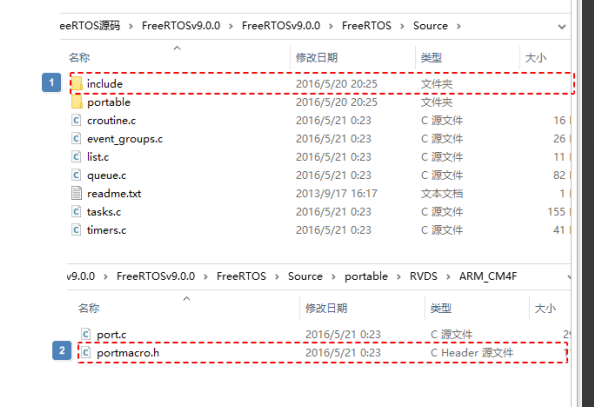 eeRTOS源码 › FreeRTOSv9.0.0 › FreeRTOSv9.0.0 › FreeRTOS › Source ›
名称 修改日期 类型 大小
1 include 2016/5/20 20:25 文件夹
portable 2016/5/20 20:25 文件夹
croutine.c 2016/5/21 0:23 C 源文件 16
event_groups.c 2016/5/21 0:23 C 源文件 26
list.c 2016/5/21 0:23 C 源文件 11
queue.c 2016/5/21 0:23 C 源文件 82
readme.txt 2013/9/17 16:17 文本文档 1
tasks.c 2016/5/21 0:23 C 源文件 155
timers.c 2016/5/21 0:23 C 源文件 41
v9.0.0 › FreeRTOSv9.0.0 › FreeRTOS › Source › portable › RVDS › ARM_CM4F
名称 修改日期 类型 大小
port.c 2016/5/21 0:23 C 源文件
2 portmacro.h 2016/5/21 0:23 C Header 源文件